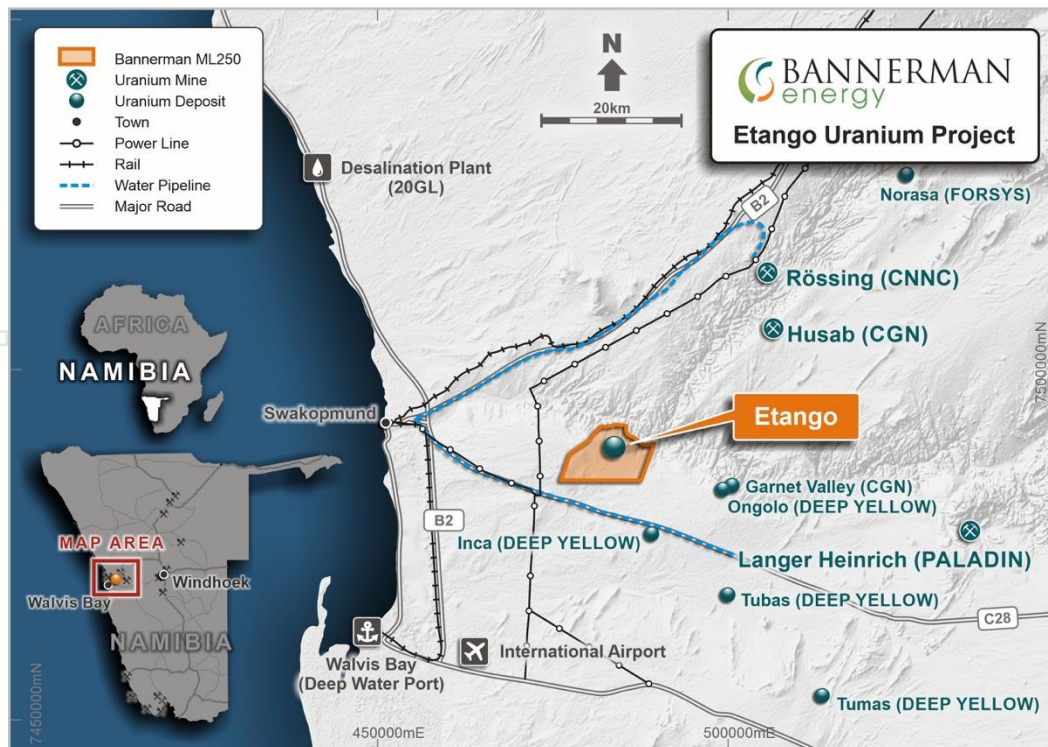 Bannerman ML250
Uranium Mine
Uranium Deposit
Town
Power Line
Rail
Water Pipeline
Major Road
N
20km
BANNERMAN
energy
Etango Uranium Project
Desalination Plant
(20GL)
B2
Norasa (FORSYS)
Rössing (CNNC)
Husab (CGN)
AFRICA
NAMIBIA
7500000mN
Swakopmund
Etango
Garnet Valley (CGN)
Ongolo (DEEP YELLOW)
B2
Inca (DEEP YELLOW)
Langer Heinrich (PALADIN)
MAP AREA
Windhoek
Walvis Bay
NAMIBIA
Tubas (DEEP YELLOW)
C28
Walvis Bay
(Deep Water Port)
International Airport
Tumas (DEEP YELLOW)
7450000mN
450000mE
500000mE